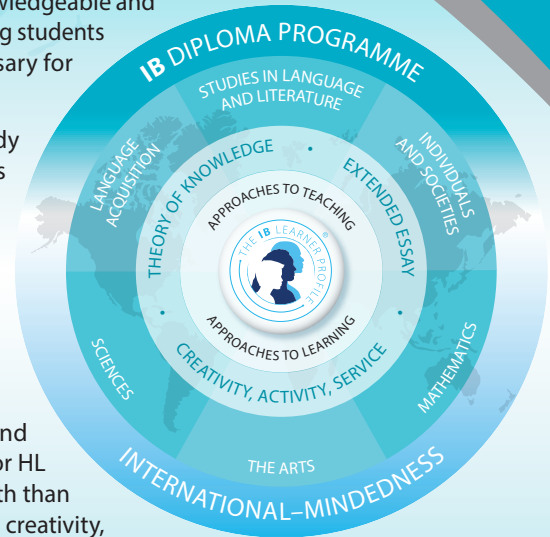 wledgeable and
g students
sary for
dy
s
nd
or HL
th than
creativity,
IB DIPLOMA PROGRAMME
STUDIES IN LANGUAGE
AND LITERATURE
LANGUAGE
ACQUISITION
INDIVIDUALS
AND SOCIETIES
THEORY OF KNOWLEDGE •
EXTENDED ESSAY •
APPROACHES TO TEACHING
THE IB LEARNER PROFILE ®
APPROACHES TO LEARNING
• CREATIVITY, ACTIVITY, SERVICE
SCIENCES
MATHEMATICS
THE ARTS
INTERNATIONAL–MINDEDNESS